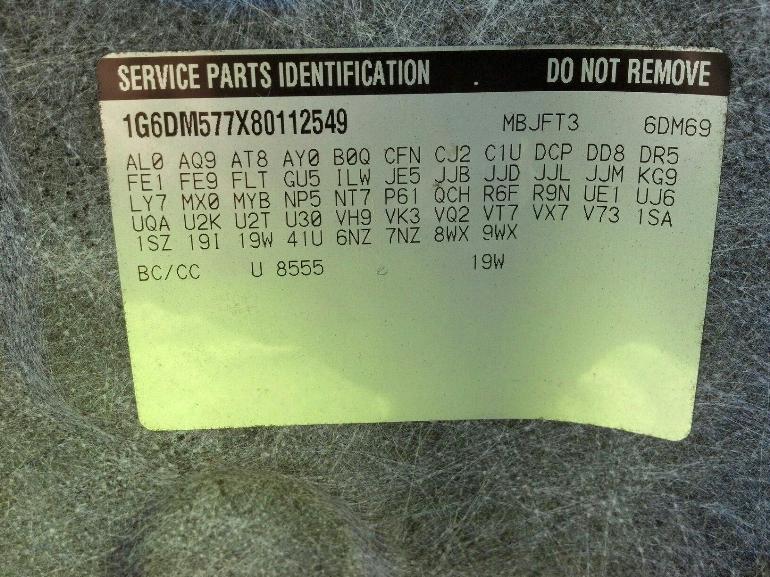 SERVICE PARTS IDENTIFICATION . DO NOT REMOVE
1G6DM577X80112549 MBJFT3 6DM69
AL0 AQ9 AT8 AY0 B0Q CFN CJ2 C1U DCP DD8 DR5
FE1 FE9 FLT GU5 ILW JE5 JJB JJD JJL JJM KG9
LY7 MX0 MYB NP5 NT7 P61 QCH R6F R9N UE1 UJ6
UQA U2K U2T U30 VH9 VK3 VQ2 VT7 VX7 V73 1SA
1SZ 19I 19W 41U 6NZ 7NZ 8WX 9WX
BC/CC U 8555 19W